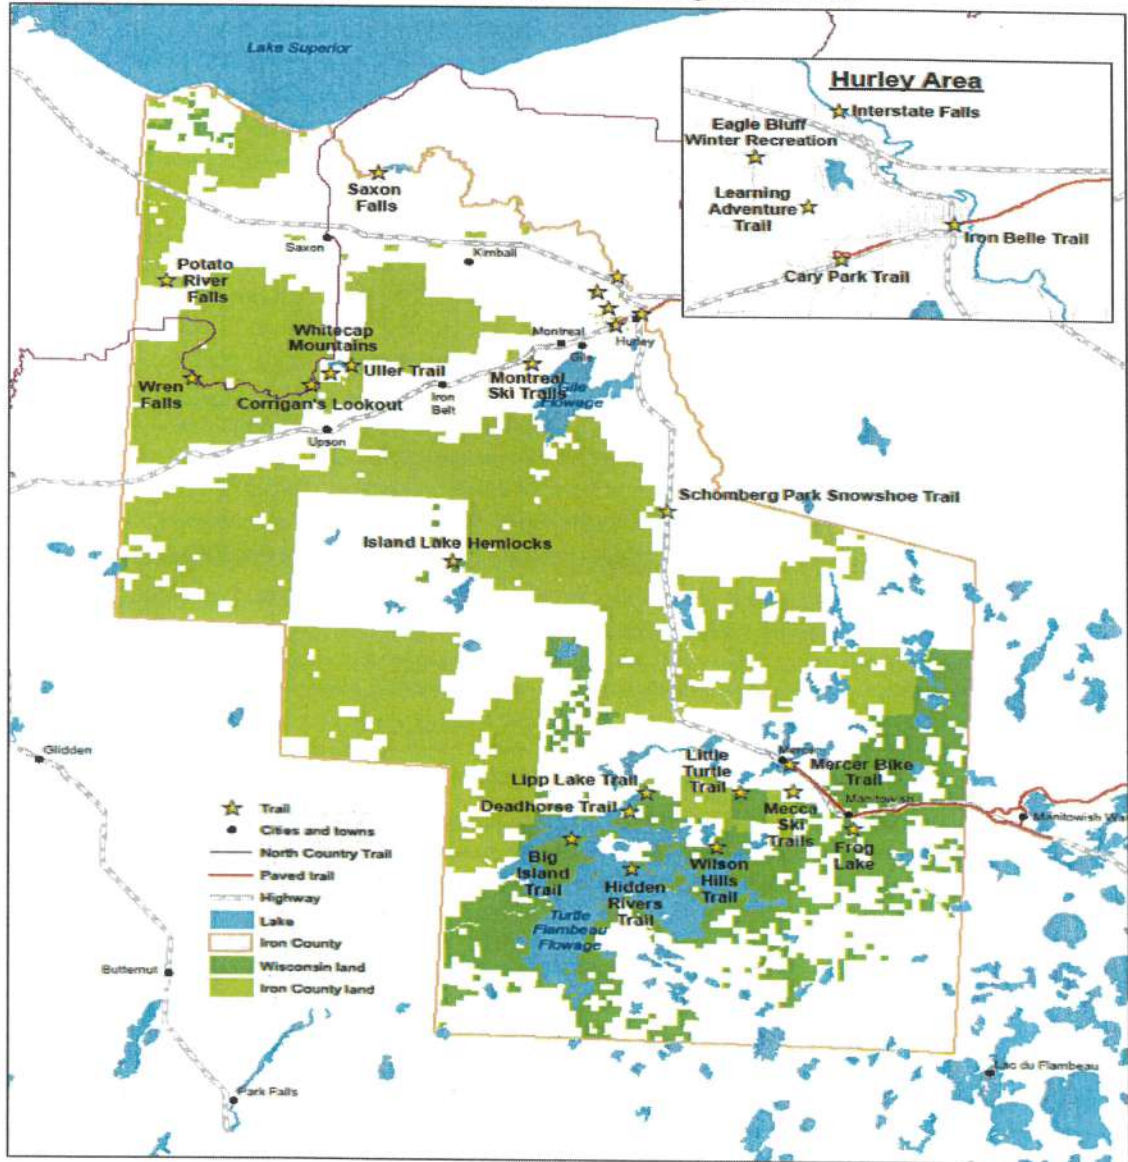 Lake Superior
Hurley Area
Interstate Falls
Eagle Bluff
Winter Recreation
Learning
Adventure
Trail
Iron Belle Trail
Cary Park Trail
Saxon
Falls
Saxon
Kimball
Potato
River
Falls
Whitecap
Mountains
Uller Trail
Wren
Falls
Corrigan's Lookout
Upson
Iron
Belt
Montreal
Gile
Hurley
Montreal
Ski Trails
Gile
Flowage
Schomberg Park Snowshoe Trail
Island Lake Hemlocks
Glidden
Lipp Lake Trail
Deadhorse Trail
Little
Turtle
Trail
Mercer
Mercer Bike
Trail
Manitowish
Mecca
Ski
Trails
Frog
Lake
Manitowish Wa
Big
Island
Trail
Hidden
Rivers
Trail
Wilson
Hills
Trail
Turtle
Flambeau
Flowage
Trail
Cities and towns
North Country Trail
Paved trail
Highway
Lake
Iron County
Wisconsin land
Iron County land
Butternut
Park Falls
Lac du Flambeau